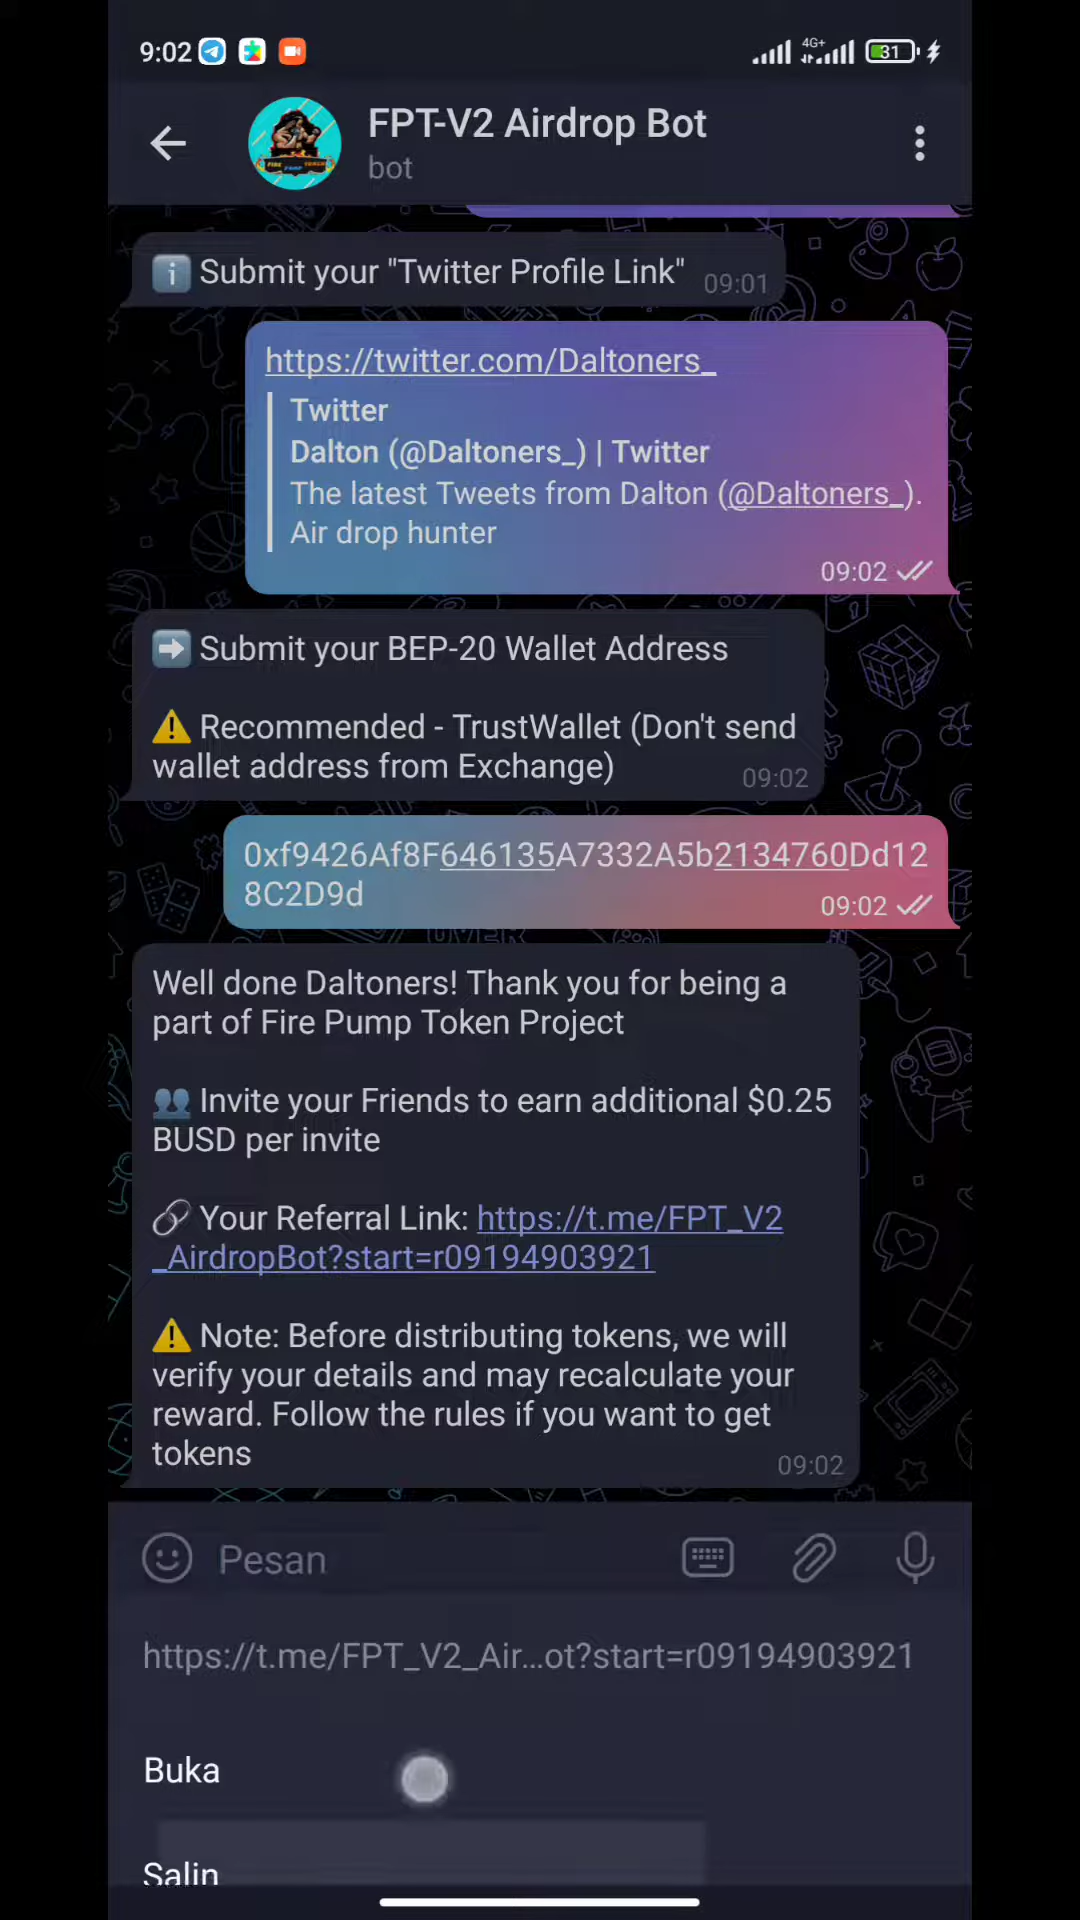 9:02
4G+
31
FPT-V2 Airdrop Bot
bot
FIRE PUMP TOKEN
Submit your "Twitter Profile Link" 09:01
https://twitter.com/Daltoners_
Twitter
Dalton (@Daltoners_) | Twitter
The latest Tweets from Dalton (@Daltoners_).
Air drop hunter
09:02
Submit your BEP-20 Wallet Address
Recommended - TrustWallet (Don't send
wallet address from Exchange)
09:02
0xf9426Af8F646135A7332A5b2134760Dd12
8C2D9d
09:02
Well done Daltoners! Thank you for being a
part of Fire Pump Token Project
Invite your Friends to earn additional $0.25
BUSD per invite
Your Referral Link: https://t.me/FPT_V2
_AirdropBot?start=r09194903921
Note: Before distributing tokens, we will
verify your details and may recalculate your
reward. Follow the rules if you want to get
tokens
09:02
Pesan
https://t.me/FPT_V2_Air...ot?start=r09194903921
Buka
Salin